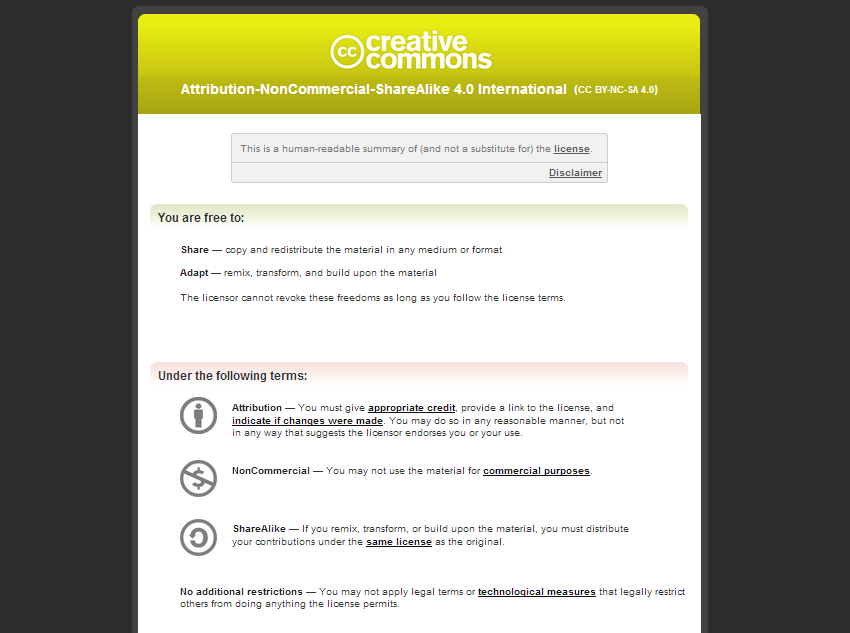 cc creative
commons
Attribution-NonCommercial-ShareAlike 4.0 International (CC BY-NC-SA 4.0)
This is a human-readable summary of (and not a substitute for) the license.
Disclaimer
You are free to:
Share — copy and redistribute the material in any medium or format
Adapt — remix, transform, and build upon the material
The licensor cannot revoke these freedoms as long as you follow the license terms.
Under the following terms:
Attribution — You must give appropriate credit, provide a link to the license, and
indicate if changes were made. You may do so in any reasonable manner, but not
in any way that suggests the licensor endorses you or your use.
NonCommercial — You may not use the material for commercial purposes.
ShareAlike — If you remix, transform, or build upon the material, you must distribute
your contributions under the same license as the original.
No additional restrictions — You may not apply legal terms or technological measures that legally restrict
others from doing anything the license permits.